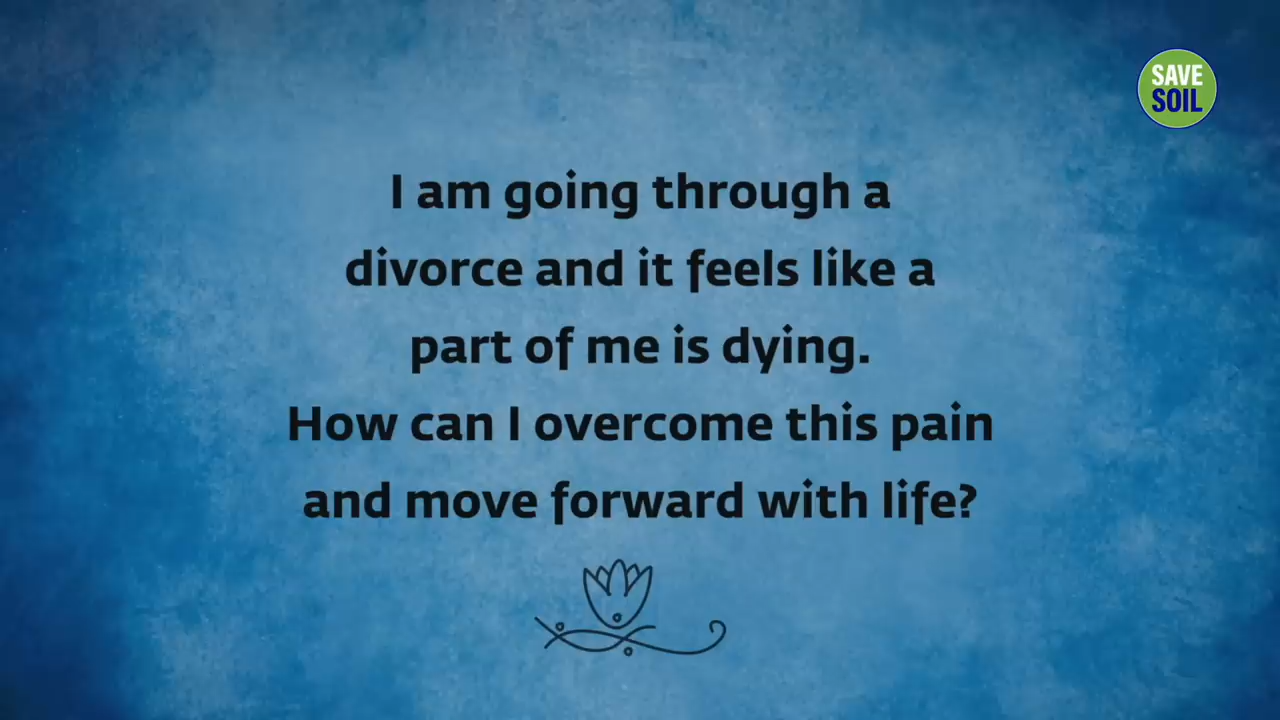 SAVE
SOIL
I am going through a
divorce and it feels like a
part of me is dying.
How can I overcome this pain
and move forward with life?